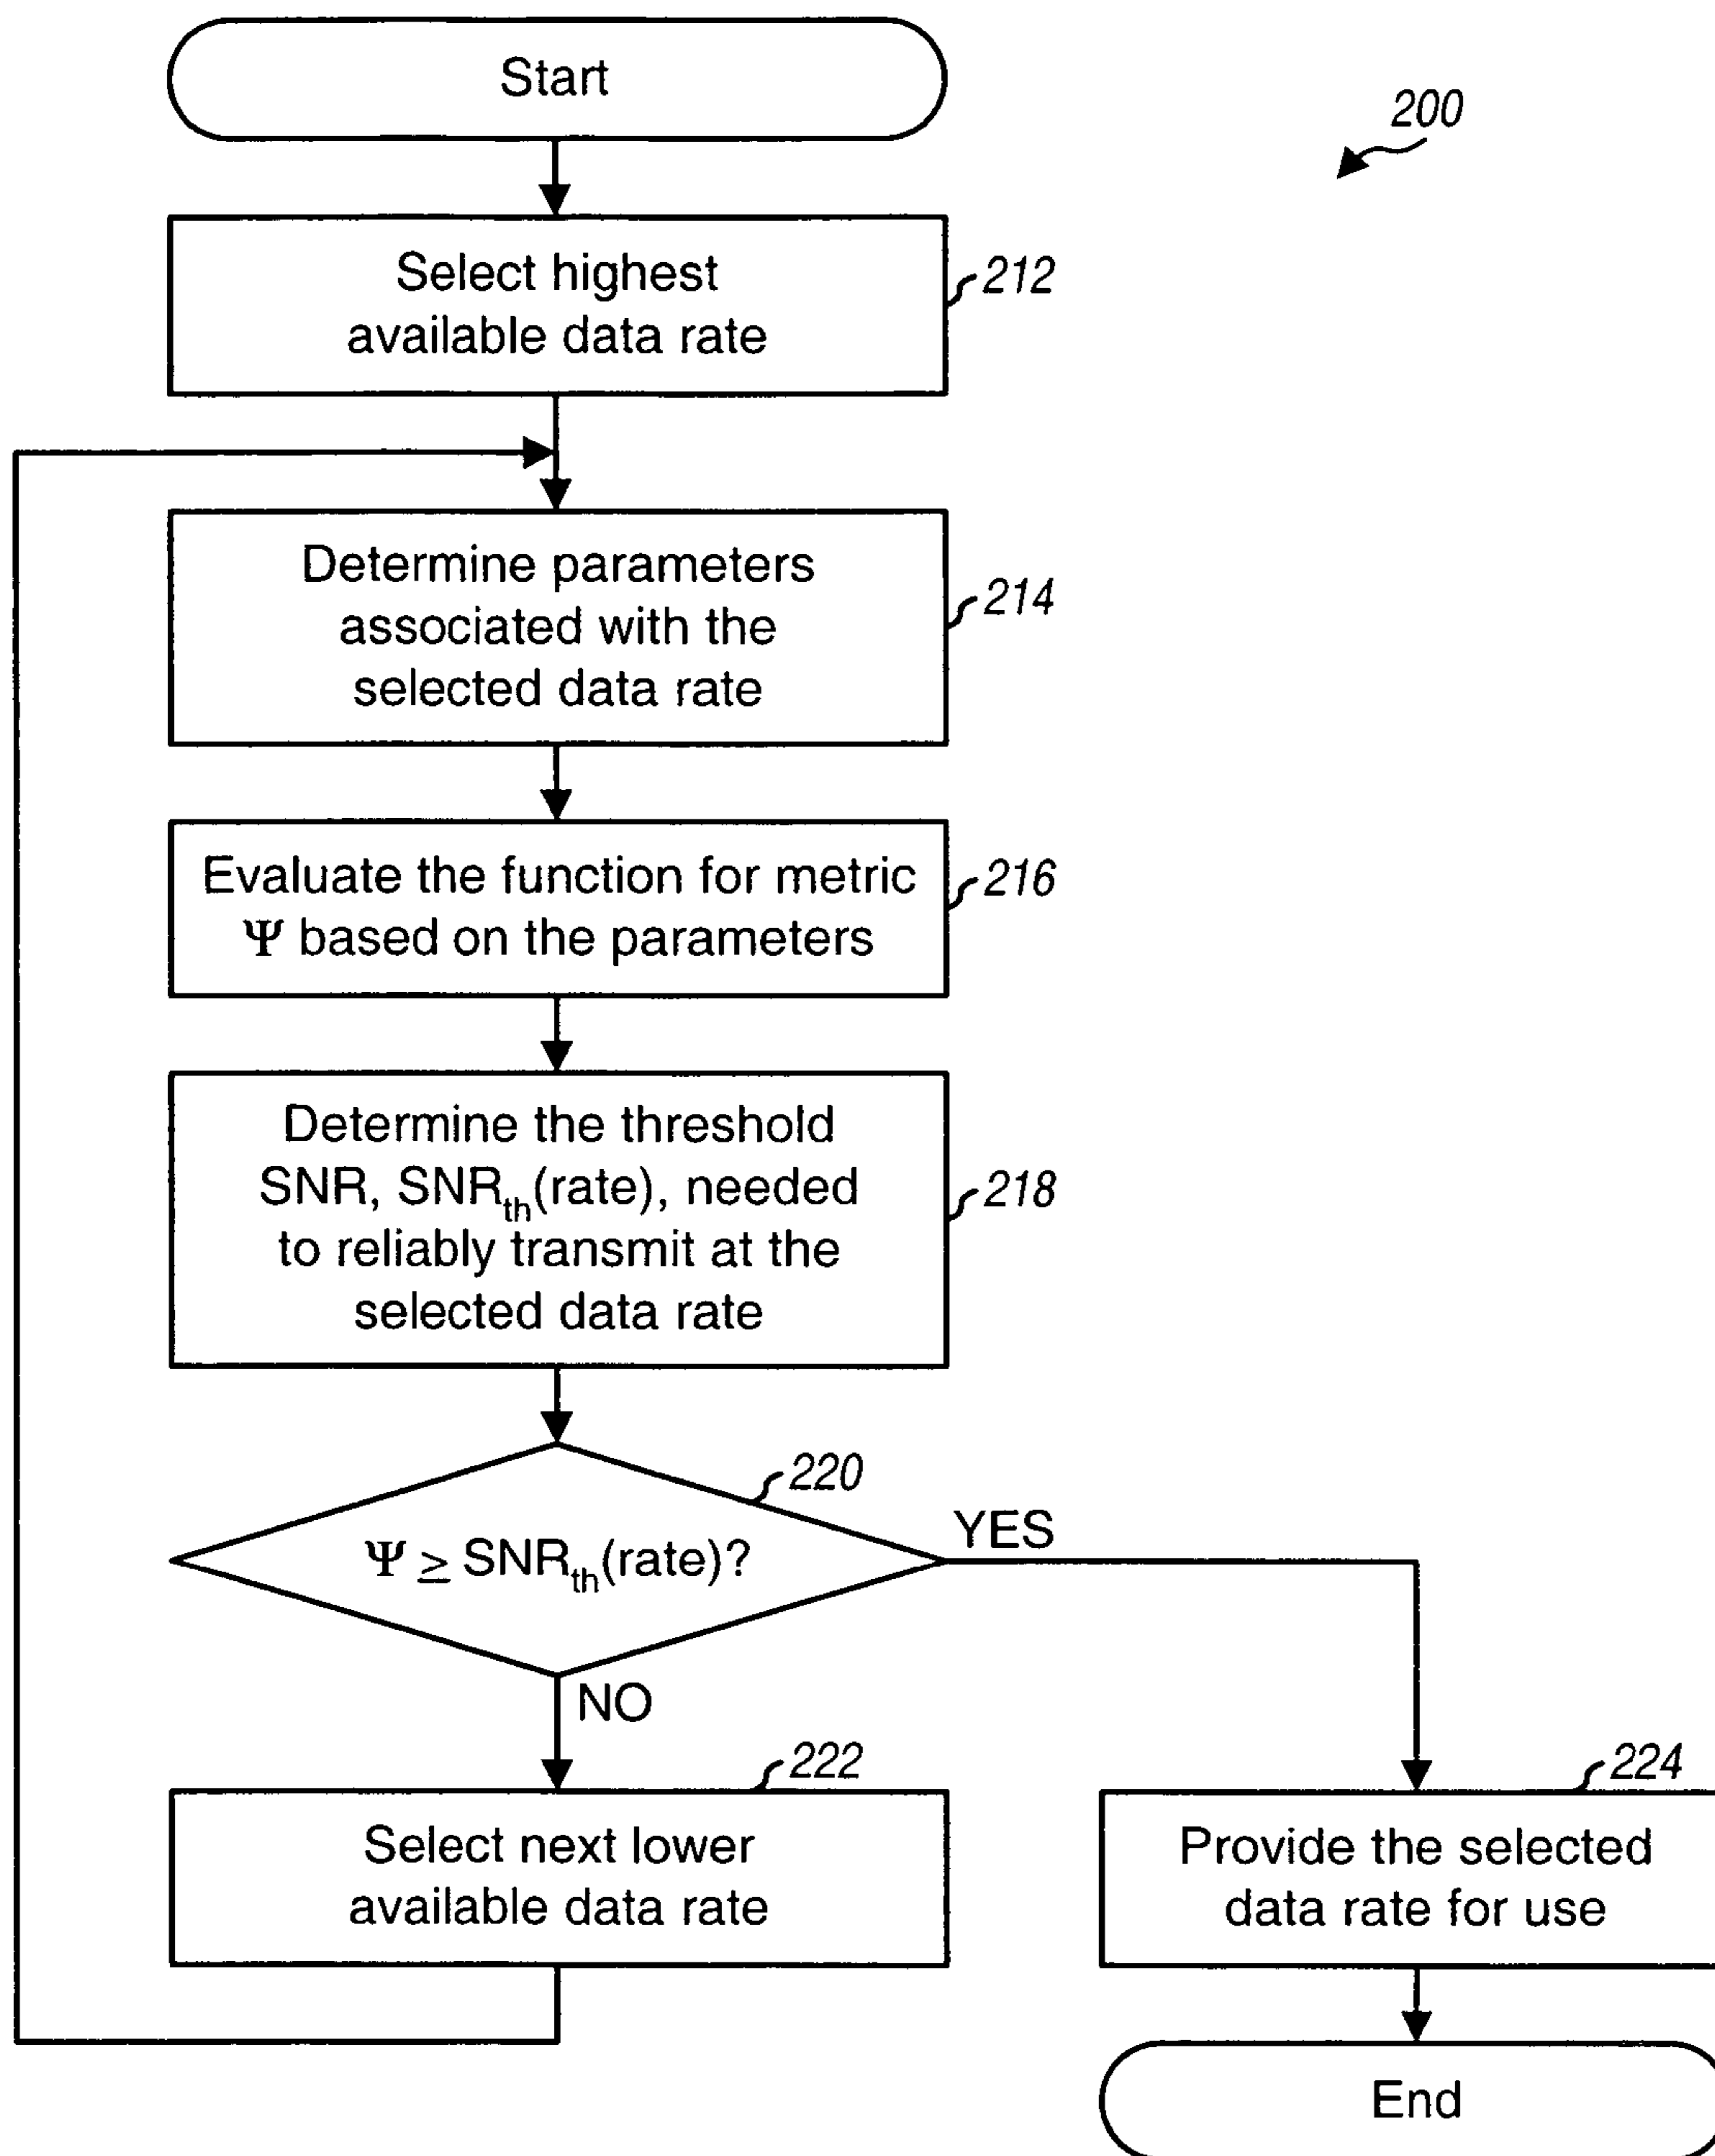 Start
200
Select highest
available data rate
212
Determine parameters
associated with the
selected data rate
214
Evaluate the function for metric
Ψ based on the parameters
216
Determine the threshold
SNR, SNRth(rate), needed
to reliably transmit at the
selected data rate
218
220
Ψ ≥ SNRth(rate)?
YES
NO
222
Select next lower
available data rate
224
Provide the selected
data rate for use
End